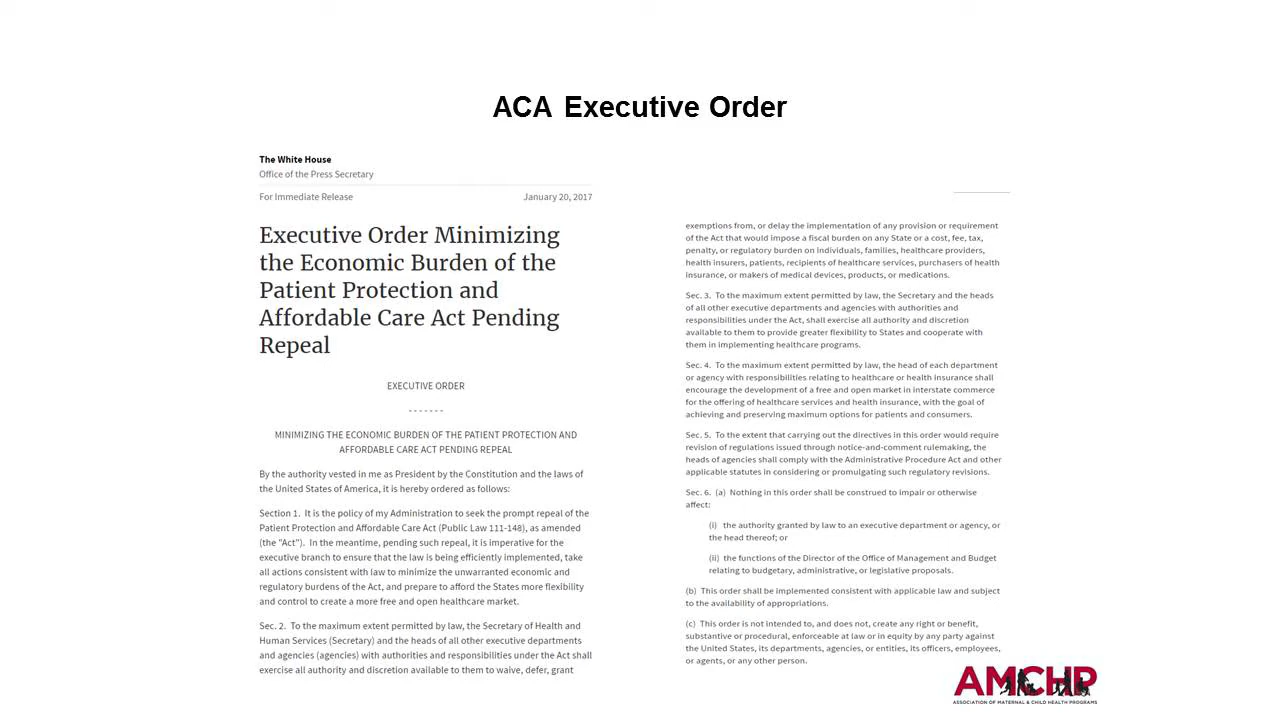 ACA Executive Order
The White House
Office of the Press Secretary
For Immediate Release January 20, 2017
Executive Order Minimizing
the Economic Burden of the
Patient Protection and
Affordable Care Act Pending
Repeal
EXECUTIVE ORDER
- - - - - - -
MINIMIZING THE ECONOMIC BURDEN OF THE PATIENT PROTECTION AND
AFFORDABLE CARE ACT PENDING REPEAL
By the authority vested in me as President by the Constitution and the laws of
the United States of America, it is hereby ordered as follows:
Section 1. It is the policy of my Administration to seek the prompt repeal of the
Patient Protection and Affordable Care Act (Public Law 111-148), as amended
(the "Act"). In the meantime, pending such repeal, it is imperative for the
executive branch to ensure that the law is being efficiently implemented, take
all actions consistent with law to minimize the unwarranted economic and
regulatory burdens of the Act, and prepare to afford the States more flexibility
and control to create a more free and open healthcare market.
Sec. 2. To the maximum extent permitted by law, the Secretary of Health and
Human Services (Secretary) and the heads of all other executive departments
and agencies (agencies) with authorities and responsibilities under the Act shall
exercise all authority and discretion available to them to waive, defer, grant
exemptions from, or delay the implementation of any provision or requirement
of the Act that would impose a fiscal burden on any State or a cost, fee, tax,
penalty, or regulatory burden on individuals, families, healthcare providers,
health insurers, patients, recipients of healthcare services, purchasers of health
insurance, or makers of medical devices, products, or medications.
Sec. 3. To the maximum extent permitted by law, the Secretary and the heads
of all other executive departments and agencies with authorities and
responsibilities under the Act, shall exercise all authority and discretion
available to them to provide greater flexibility to States and cooperate with
them in implementing healthcare programs.
Sec. 4. To the maximum extent permitted by law, the head of each department
or agency with responsibilities relating to healthcare or health insurance shall
encourage the development of a free and open market in interstate commerce
for the offering of healthcare services and health insurance, with the goal of
achieving and preserving maximum options for patients and consumers.
Sec. 5. To the extent that carrying out the directives in this order would require
revision of regulations issued through notice-and-comment rulemaking, the
heads of agencies shall comply with the Administrative Procedure Act and other
applicable statutes in considering or promulgating such regulatory revisions.
Sec. 6. (a) Nothing in this order shall be construed to impair or otherwise
affect:
(i) the authority granted by law to an executive department or agency, or
the head thereof; or
(ii) the functions of the Director of the Office of Management and Budget
relating to budgetary, administrative, or legislative proposals.
(b) This order shall be implemented consistent with applicable law and subject
to the availability of appropriations.
(c) This order is not intended to, and does not, create any right or benefit,
substantive or procedural, enforceable at law or in equity by any party against
the United States, its departments, agencies, or entities, its officers, employees,
or agents, or any other person.
AMCHP
ASSOCIATION OF MATERNAL & CHILD HEALTH PROGRAMS